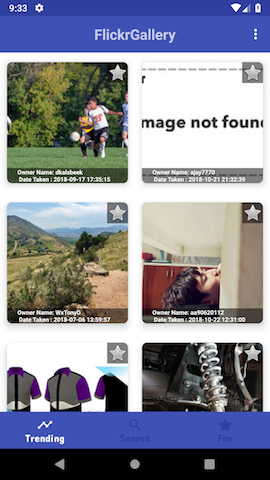 9:33
FlickrGallery
Owner Name: dkalsbeek
Date Taken : 2018-09-17 17:35:15
mage not found
Owner Name: ajay7770
Date Taken : 2018-10-21 21:32:39
Owner Name: WxTonyD
Date Taken : 2018-07-06 13:59:57
Owner Name: aa90620112
Date Taken : 2018-10-22 12:31:00
Trending
Search
Fav